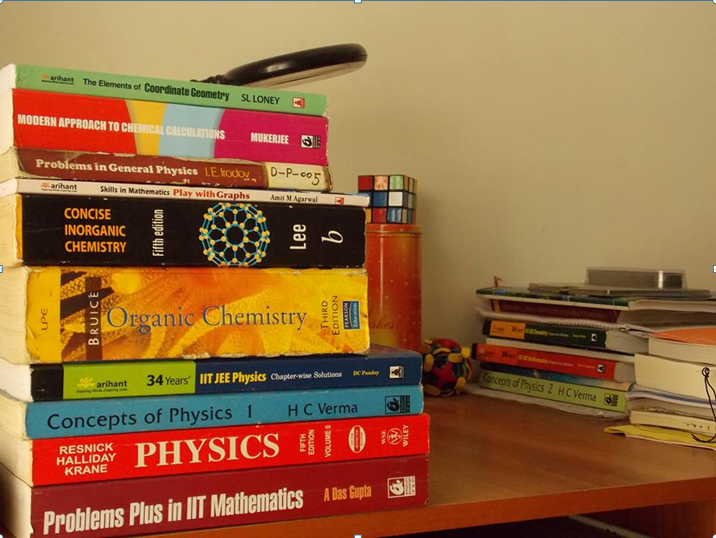 arihant The Elements of Coordinate Geometry SL LONEY
MODERN APPROACH TO CHEMICAL CALCULATIONS MUKERJEE
Problems in General Physics I.E. Irodov D-P-005
arihant Skills in Mathematics Play with Graphs Amit M Agarwal
CONCISE
INORGANIC
CHEMISTRY
Fifth edition
Lee
b
LPE
BRUICE
Organic Chemistry
THIRD
EDITION
PEARSON
Education
arihant 34 Years' IIT JEE Physics Chapter-wise Solutions DC Pandey
Concepts of Physics 1 H C Verma
RESNICK
HALLIDAY
KRANE
PHYSICS
FIFTH
EDITION
VOLUME II
WSE
WILEY
Problems Plus in IIT Mathematics A Das Gupta
Concepts of Physics 2 H C Verma